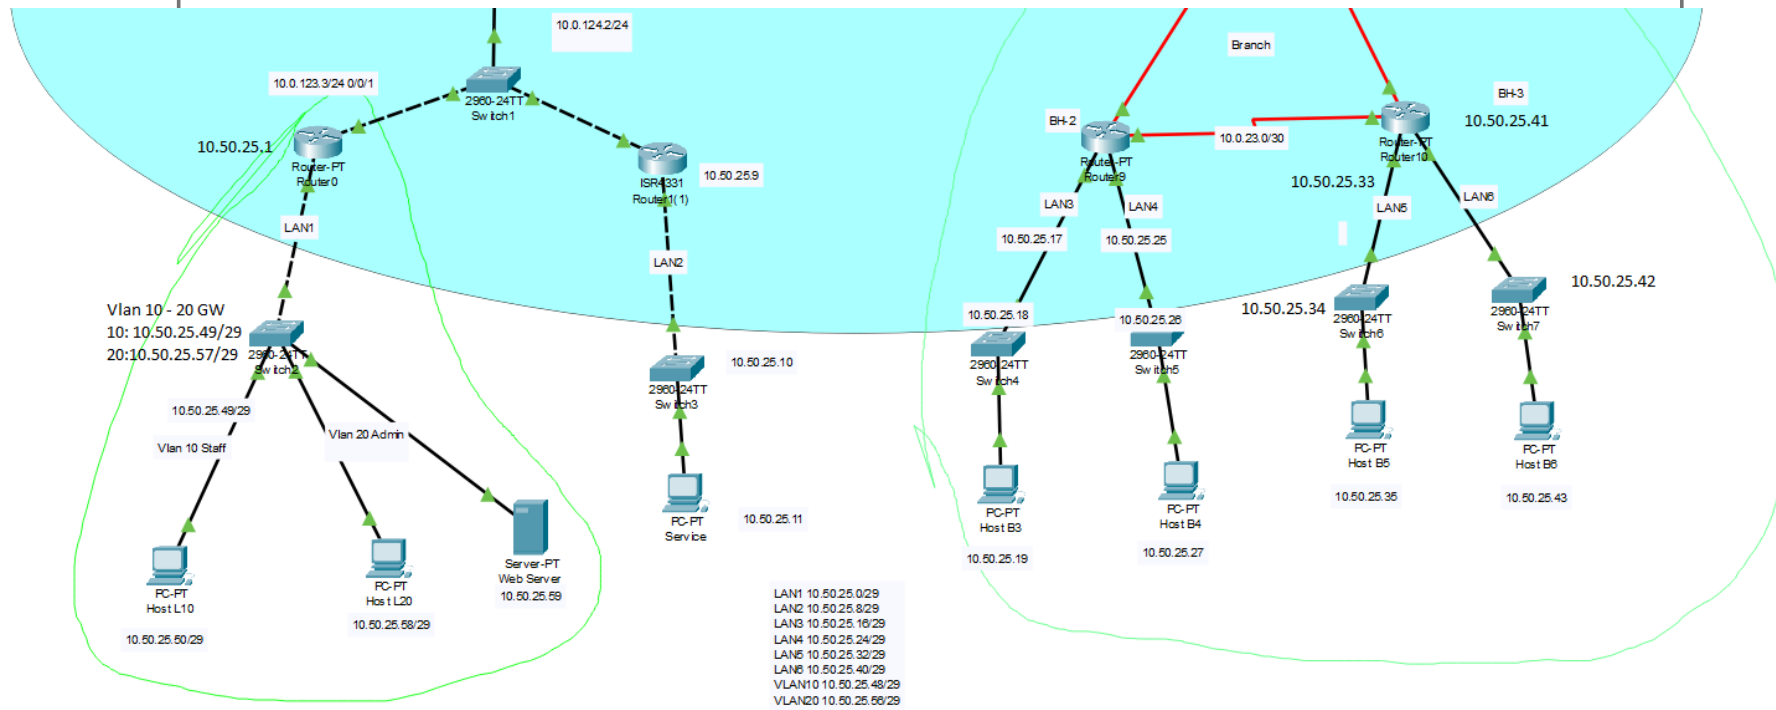 10.0.124.2/24
Branch
10.0.123.3/24 0/0/1
2960-24TT
Switch1
BH-3
10.50.25.41
BH-2
10.0.23.0/30
10.50.25.1
Router-PT
Router0
ISR4331
Router1(1)
10.50.25.9
Router-PT
Router9
Router-PT
Router10
10.50.25.33
LAN1
LAN2
LAN3
LAN4
LAN5
LAN6
10.50.25.17
10.50.25.25
Vlan 10 - 20 GW
10: 10.50.25.49/29
20:10.50.25.57/29
2960-24TT
Switch2
10.50.25.10
2960-24TT
Switch3
10.50.25.18
2960-24TT
Switch4
10.50.25.26
2960-24TT
Switch5
10.50.25.34
2960-24TT
Switch6
10.50.25.42
2960-24TT
Switch7
10.50.25.49/29
Vlan 10 Staff
Vlan 20 Admin
PC-PT
Host L10
10.50.25.50/29
PC-PT
Host L20
10.50.25.58/29
Server-PT
Web Server
10.50.25.59
PC-PT
Service
10.50.25.11
PC-PT
Host B3
10.50.25.19
PC-PT
Host B4
10.50.25.27
PC-PT
Host B5
10.50.25.35
PC-PT
Host B6
10.50.25.43
LAN1 10.50.25.0/29
LAN2 10.50.25.8/29
LAN3 10.50.25.16/29
LAN4 10.50.25.24/29
LAN5 10.50.25.32/29
LAN6 10.50.25.40/29
VLAN10 10.50.25.48/29
VLAN20 10.50.25.56/29